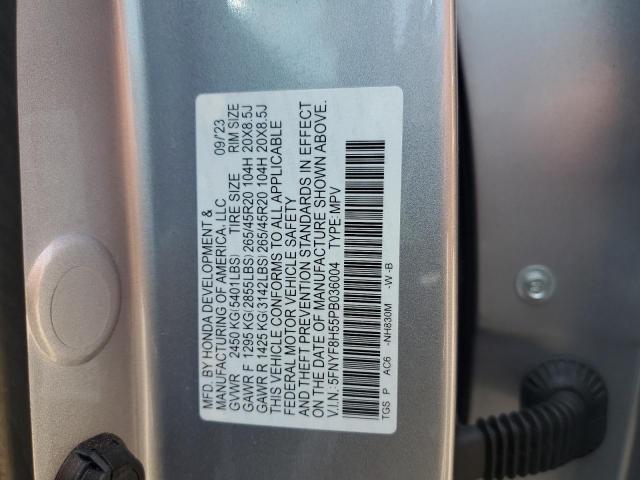 MFD. BY HONDA DEVELOPMENT &
MANUFACTURING OF AMERICA, LLC 09/'23
GVWR 2450 KG(5401LBS) TIRE SIZE RIM SIZE
GAWR F 1295 KG(2855LBS) 265/45R20 104H 20X8.5J
GAWR R 1425 KG(3142LBS) 265/45R20 104H 20X8.5J
THIS VEHICLE CONFORMS TO ALL APPLICABLE
FEDERAL MOTOR VEHICLE SAFETY
AND THEFT PREVENTION STANDARDS IN EFFECT
ON THE DATE OF MANUFACTURE SHOWN ABOVE.
V.I.N.: 5FNYF8H55PB036004 TYPE:MPV
TGS P AC6 -NH830M -W-B